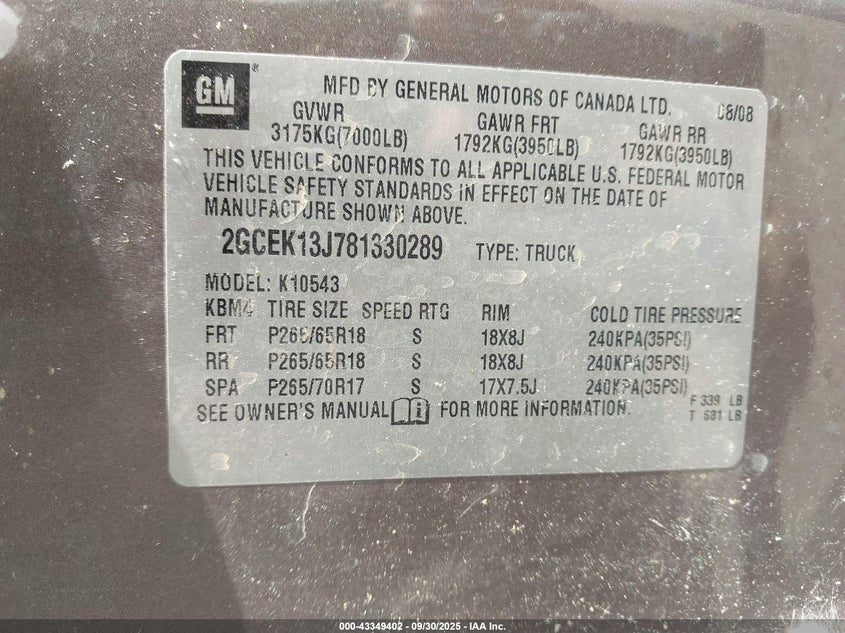 GM®
MFD BY GENERAL MOTORS OF CANADA LTD. 08/08
GVWR GAWR FRT GAWR RR
3175KG(7000LB) 1792KG(3950LB) 1792KG(3950LB)
THIS VEHICLE CONFORMS TO ALL APPLICABLE U.S. FEDERAL MOTOR
VEHICLE SAFETY STANDARDS IN EFFECT ON THE DATE OF
MANUFACTURE SHOWN ABOVE.
2GCEK13J781330289 TYPE: TRUCK
MODEL: K10543
KBM4 TIRE SIZE SPEED RTG RIM COLD TIRE PRESSURE
FRT P265/65R18 S 18X8J 240KPA(35PSI)
RR P265/65R18 S 18X8J 240KPA(35PSI)
SPA P265/70R17 S 17X7.5J 240KPA(35PSI)
SEE OWNER'S MANUAL FOR MORE INFORMATION.
F 339 LB
T 681 LB
000-43349402 - 09/30/2025 - IAA Inc.